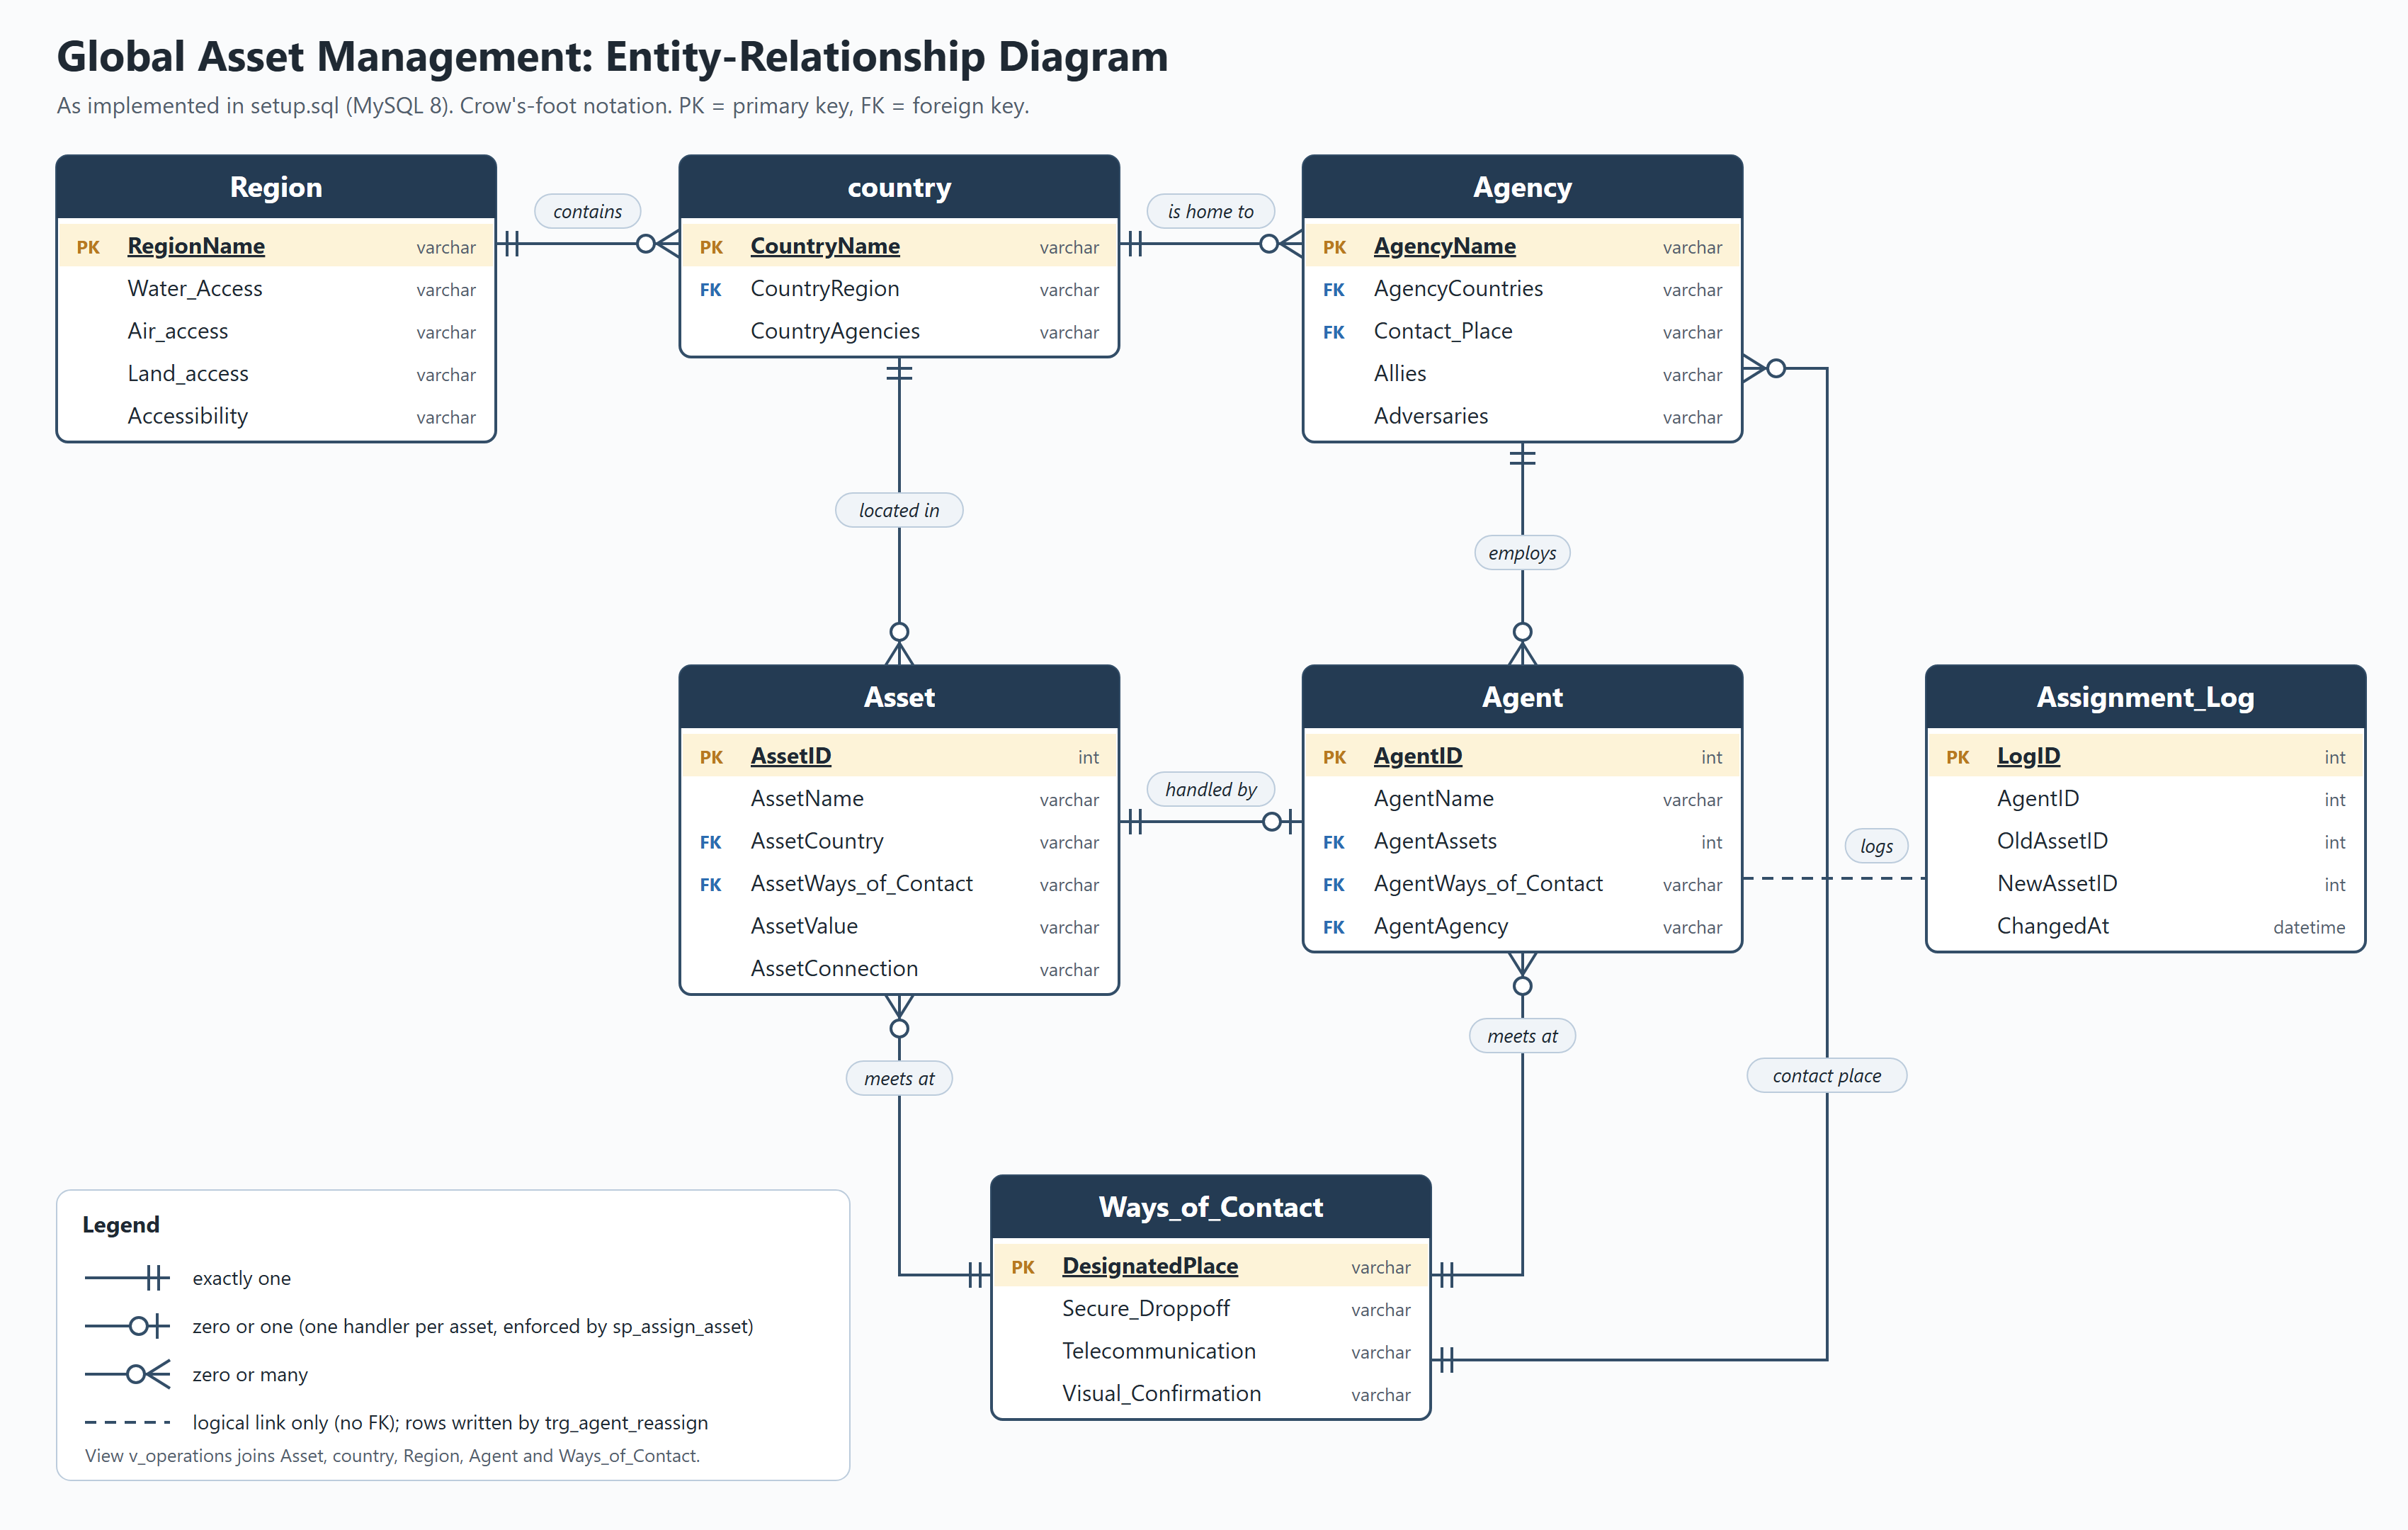 Global Asset Management: Entity-Relationship Diagram
As implemented in setup.sql (MySQL 8). Crow's-foot notation. PK = primary key, FK = foreign key.
Region
PK RegionName varchar
Water_Access varchar
Air_access varchar
Land_access varchar
Accessibility varchar
contains
country
PK CountryName varchar
FK CountryRegion varchar
CountryAgencies varchar
is home to
Agency
PK AgencyName varchar
FK AgencyCountries varchar
FK Contact_Place varchar
Allies varchar
Adversaries varchar
located in
employs
Asset
PK AssetID int
AssetName varchar
FK AssetCountry varchar
FK AssetWays_of_Contact varchar
AssetValue varchar
AssetConnection varchar
handled by
Agent
PK AgentID int
AgentName varchar
FK AgentAssets int
FK AgentWays_of_Contact varchar
FK AgentAgency varchar
logs
Assignment_Log
PK LogID int
AgentID int
OldAssetID int
NewAssetID int
ChangedAt datetime
meets at
meets at
contact place
Ways_of_Contact
PK DesignatedPlace varchar
Secure_Droppoff varchar
Telecommunication varchar
Visual_Confirmation varchar
Legend
exactly one
zero or one (one handler per asset, enforced by sp_assign_asset)
zero or many
logical link only (no FK); rows written by trg_agent_reassign
View v_operations joins Asset, country, Region, Agent and Ways_of_Contact.